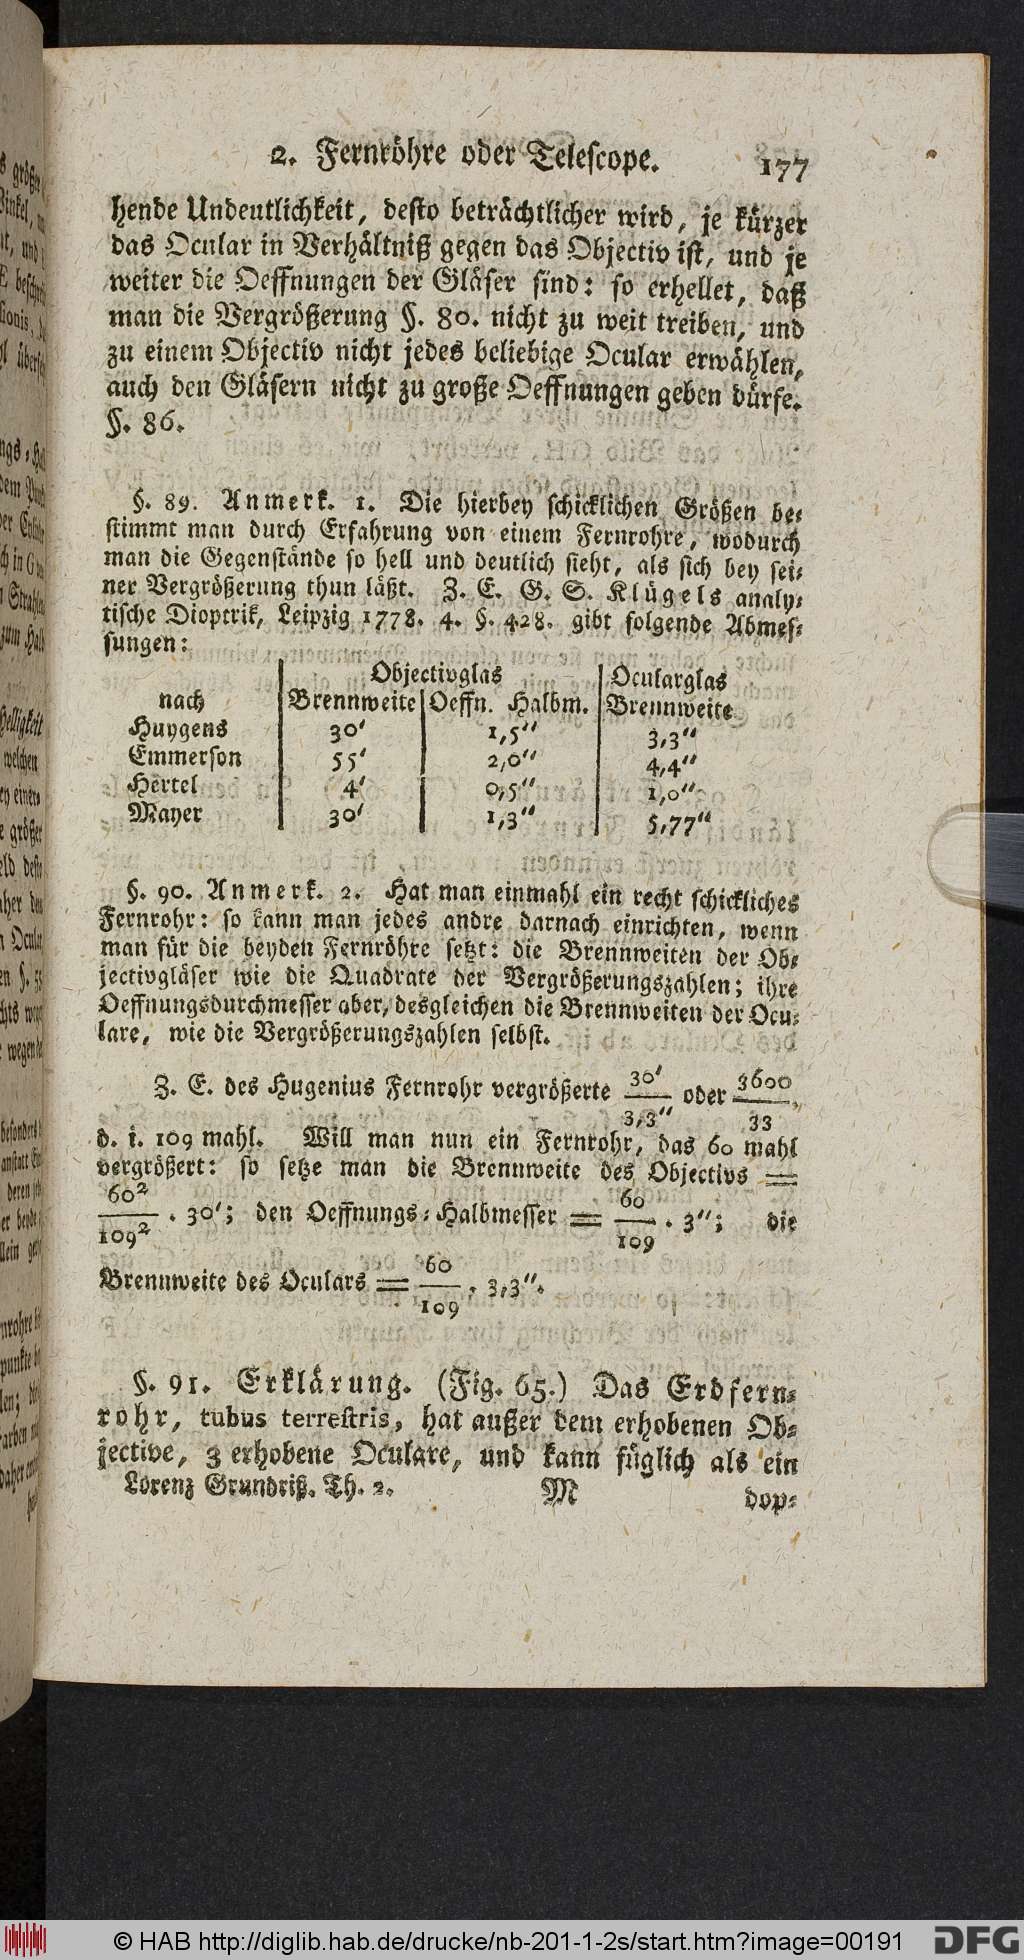 2. Fernröhre oder Telescope. 177
hende Undeutlichkeit, desto beträchtlicher wird, je kürzer
das Ocular in Verhältniß gegen das Objectiv ist, und je
weiter die Oeffnungen der Gläser sind: so erhellet, daß
man die Vergrößerung §. 80. nicht zu weit treiben, und
zu einem Objectiv nicht jedes beliebige Ocular erwählen,
auch den Gläsern nicht zu große Oeffnungen geben dürfe.
§. 86.
§. 89. Anmerk. 1. Die hierbey schicklichen Größen be⸗
stimmt man durch Erfahrung von einem Fernrohre, wodurch
man die Gegenstände so hell und deutlich sieht, als sich bey sei⸗
ner Vergrößerung thun läßt. Z. E. G. S. Klügels analy⸗
tische Dioptrik, Leipzig 1778. 4. §. 428. gibt folgende Abmes⸗
sungen:
Objectivglas | Ocularglas
nach | Brennweite | Oeffn. Halbm. | Brennweite
Huygens | 30′ | 1,5″ | 3,3″
Emmerson | 55′ | 2,0″ | 4,4″
Hertel | 4′ | 0,5″ | 1,0″
Mayer | 30′ | 1,3″ | 5,77″
§. 90. Anmerk. 2. Hat man einmahl ein recht schickliches
Fernrohr: so kann man jedes andre darnach einrichten, wenn
man für die beyden Fernröhre setzt: die Brennweiten der Ob⸗
jectivgläser wie die Quadrate der Vergrößerungszahlen; ihre
Oeffnungsdurchmesser aber, desgleichen die Brennweiten der Ocu⸗
lare, wie die Vergrößerungszahlen selbst.
Z. E. des Hugenius Fernrohr vergrößerte 30′/3,3″ oder 3600/33,
d. i. 109 mahl. Will man nun ein Fernrohr, das 60 mahl
vergrößert: so setze man die Brennweite des Objectivs =
60²/109² . 30′; den Oeffnungs⸗Halbmesser = 60/109 . 3″; die
Brennweite des Oculars = 60/109 . 3,3″.
§. 91. Erklärung. (Fig. 65.) Das Erdfern⸗
rohr, tubus terrestris, hat außer dem erhobenen Ob⸗
jective, 3 erhobene Oculare, und kann füglich als ein
Lorenz Grundriß. Th. 2. M dop⸗
© HAB http://diglib.hab.de/drucke/nb-201-1-2s/start.htm?image=00191
DFG